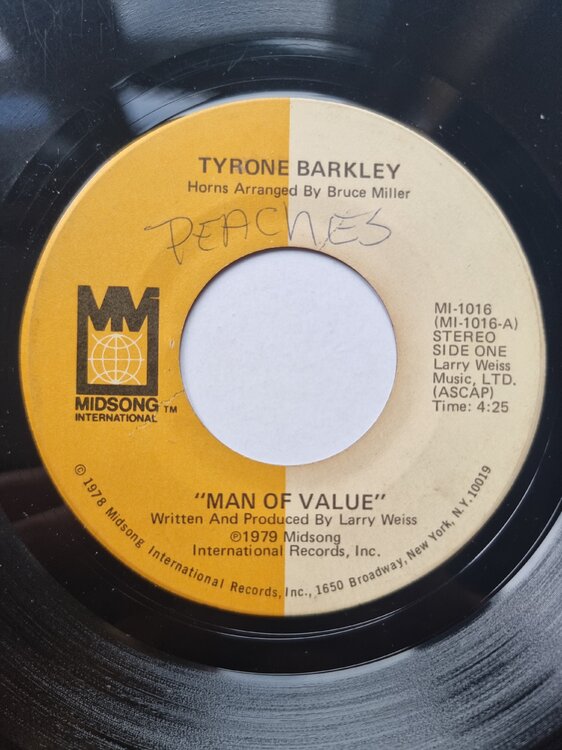 TYRONE BARKLEY
Horns Arranged By Bruce Miller
PEACHES
MM
MIDSONG TM
INTERNATIONAL
MI-1016
(MI-1016-A)
STEREO
SIDE ONE
Larry Weiss
Music, LTD.
(ASCAP)
Time: 4:25
"MAN OF VALUE"
Written And Produced By Larry Weiss
℗1979 Midsong
International Records, Inc.
© 1978 Midsong International Records, Inc., 1650 Broadway, New York, N.Y. 10019